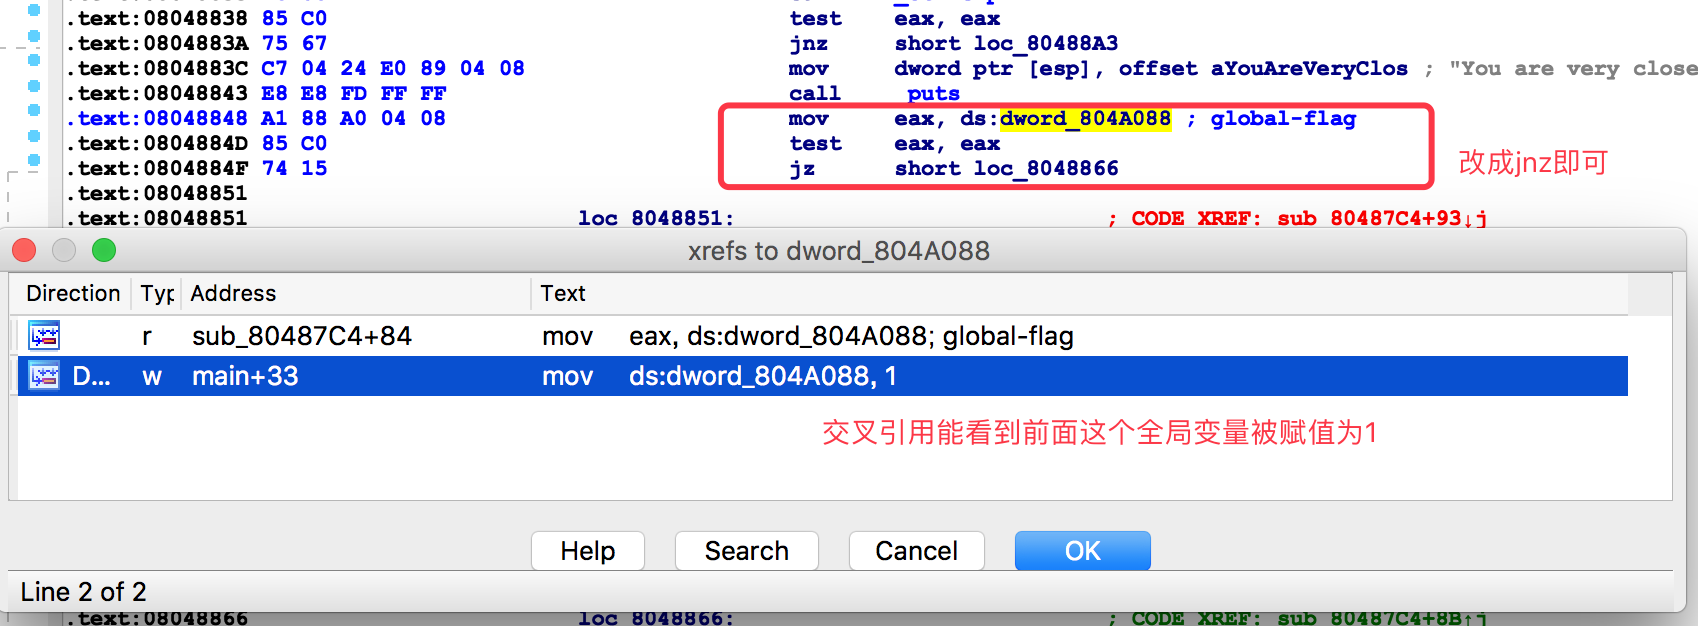 .text:08048838 85 C0 test eax, eax
.text:0804883A 75 67 jnz short loc_80488A3
.text:0804883C C7 04 24 E0 89 04 08 mov dword ptr [esp], offset aYouAreVeryClos ; "You are very close
.text:08048843 E8 E8 FD FF FF call _puts
.text:08048848 A1 88 A0 04 08 mov eax, ds:dword_804A088 ; global-flag
.text:0804884D 85 C0 test eax, eax
.text:0804884F 74 15 jz short loc_8048866
改成jnz即可
.text:08048851
.text:08048851 loc_8048851: ; CODE XREF: sub_80487C4+93↓j
xrefs to dword_804A088
Direction Typ Address Text
r sub_80487C4+84 mov eax, ds:dword_804A088; global-flag
D... w main+33 mov ds:dword_804A088, 1
交叉引用能看到前面这个全局变量被赋值为1
Help Search Cancel OK
Line 2 of 2
.text:08048866 loc_8048866: ; CODE XREF: sub_80487C4+8B↑j